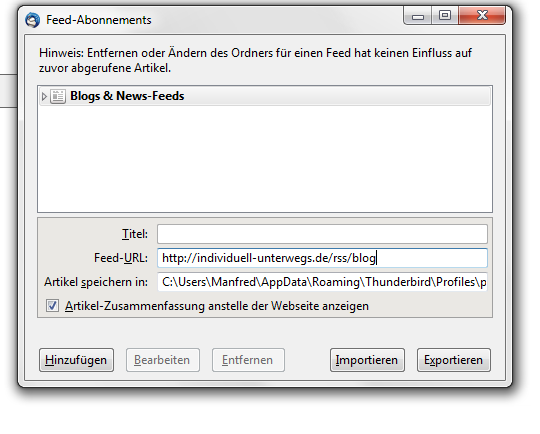 Feed-Abonnements
Hinweis: Entfernen oder Ändern des Ordners für einen Feed hat keinen Einfluss auf
zuvor abgerufene Artikel.
Blogs & News-Feeds
Titel:
Feed-URL: http://individuell-unterwegs.de/rss/blog
Artikel speichern in: C:\Users\Manfred\AppData\Roaming\Thunderbird\Profiles\p
Artikel-Zusammenfassung anstelle der Webseite anzeigen
Hinzufügen Bearbeiten Entfernen Importieren Exportieren